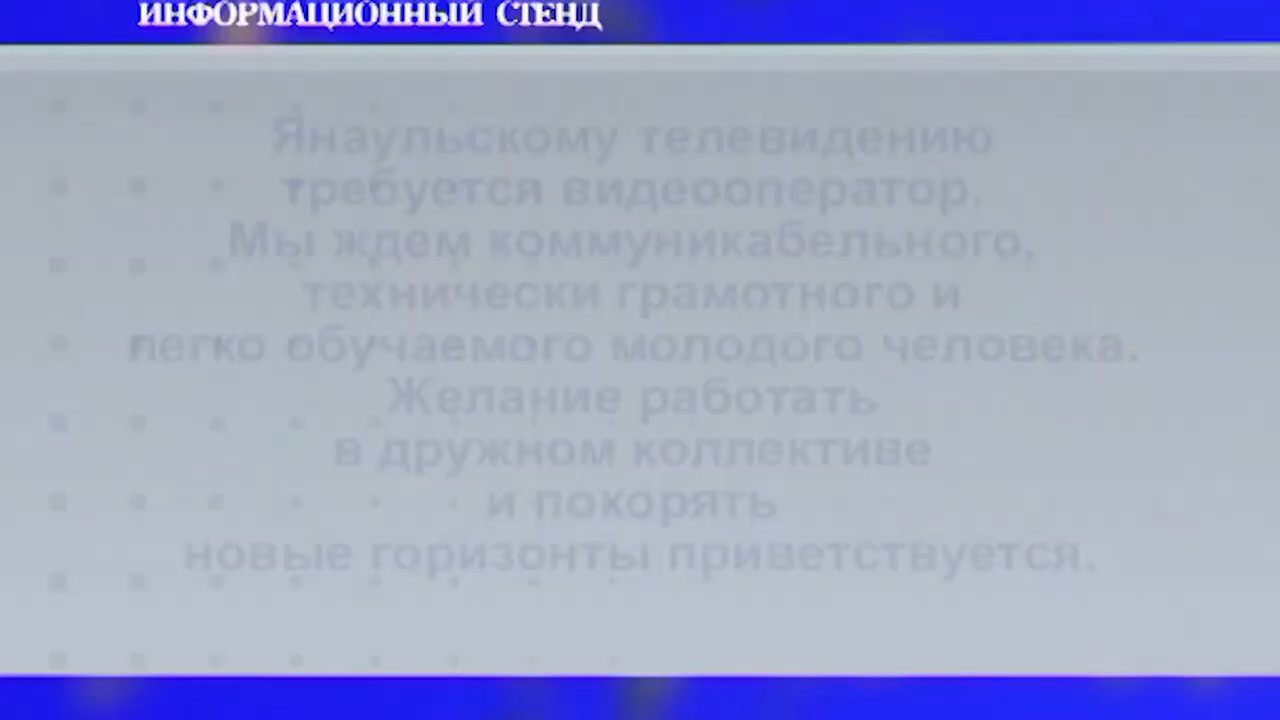 ИНФОРМАЦИОННЫЙ СТЕНД
Янаульскому телевидению
требуется видеооператор.
Мы ждем коммуникабельного,
технически грамотного и
легко обучаемого молодого человека.
Желание работать
в дружном коллективе
и покорять
новые горизонты приветствуется.